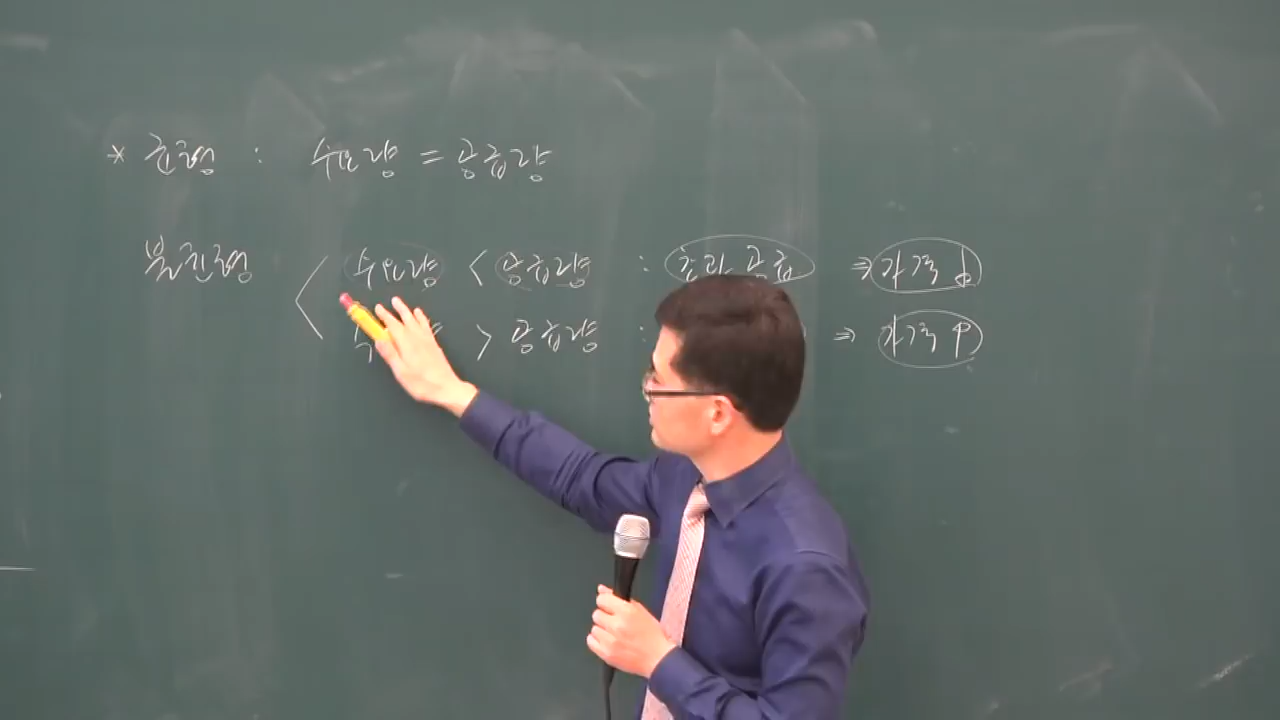 * 균형 : 수요량 = 공급량
불균형 < 수요량 < 공급량 : 초과 공급 ⇒ 가격 ↓
> 공급량 : ⇒ 가격 ↑